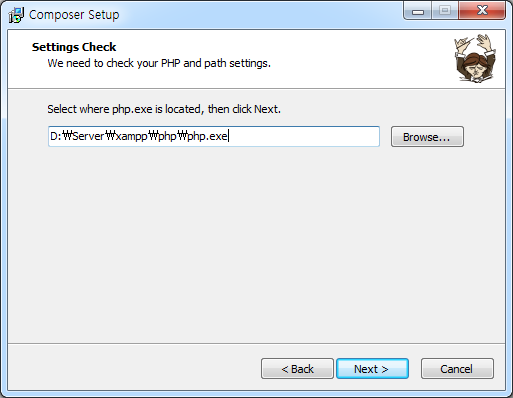 Composer Setup
Settings Check
We need to check your PHP and path settings.
Select where php.exe is located, then click Next.
D:₩Server₩xampp₩php₩php.exe
Browse...
< Back
Next >
Cancel